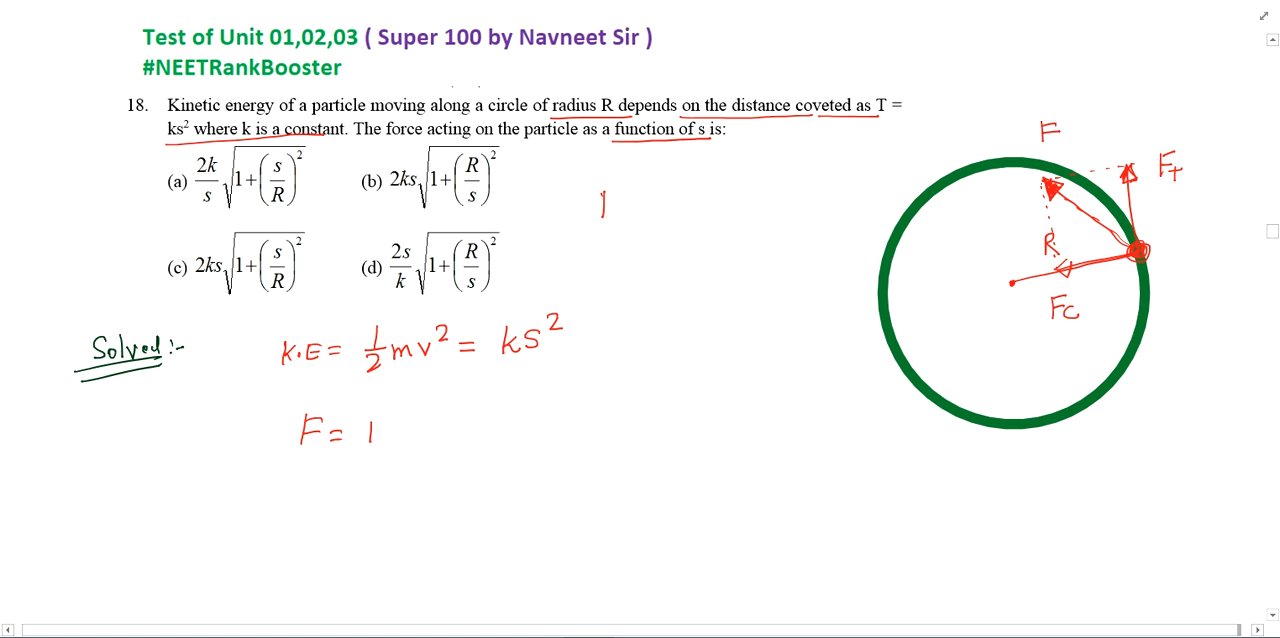 Test of Unit 01,02,03 ( Super 100 by Navneet Sir )
#NEETRankBooster
18. Kinetic energy of a particle moving along a circle of radius R depends on the distance coveted as T =
ks² where k is a constant. The force acting on the particle as a function of s is:
(a) 2k/s √(1+(s/R)²) (b) 2ks√(1+(R/s)²)
(c) 2ks√(1+(s/R)²) (d) 2s/k √(1+(R/s)²)
F
F_t
R
F_C
Solved :-
K.E = 1/2 mv² = ks²
F =